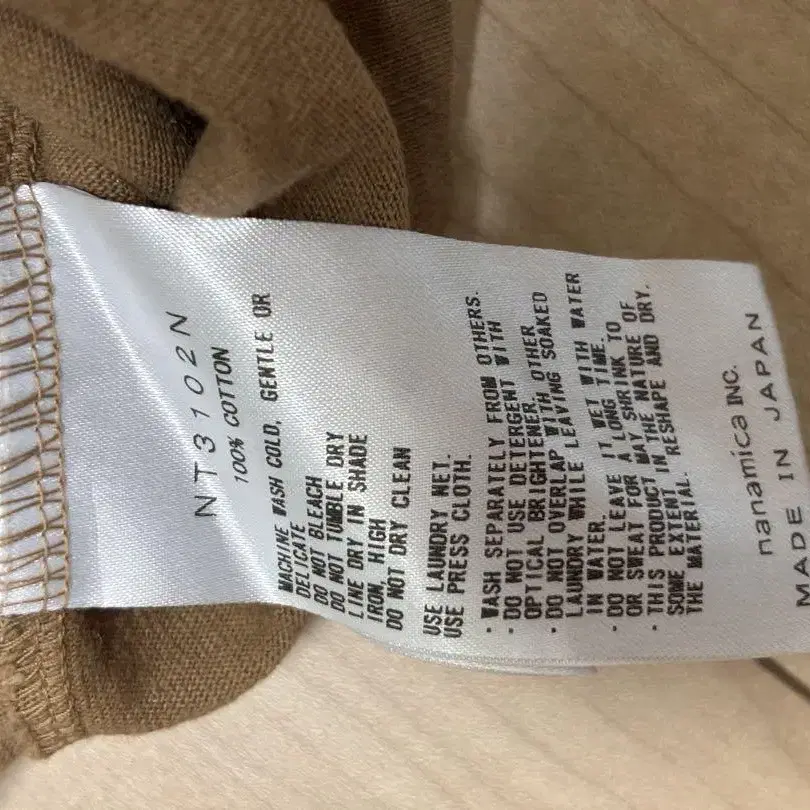 NT3102N
100% COTTON
MACHINE WASH COLD, GENTLE OR
DELICATE
DO NOT BLEACH
DO NOT TUMBLE DRY
LINE DRY IN SHADE
IRON, HIGH
DO NOT DRY CLEAN
USE LAUNDRY NET.
USE PRESS CLOTH.
・WASH SEPARATELY FROM OTHERS.
・DO NOT USE DETERGENT WITH
OPTICAL BRIGHTENER.
・DO NOT OVERLAP WITH OTHER
LAUNDRY WHILE LEAVING SOAKED
IN WATER.
・DO NOT LEAVE IT WET WITH WATER
OR SWEAT FOR A LONG TIME.
・THIS PRODUCT MAY SHRINK TO
SOME EXTENT IN THE NATURE OF
THE MATERIAL. RESHAPE AND DRY.
nanamica INC.
MADE IN JAPAN